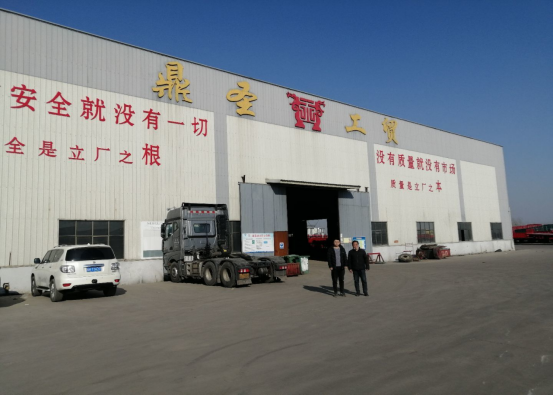 鼎圣工贸
安全就没有一切
全是立厂之根
没有质量就没有市场
质量是立厂之本